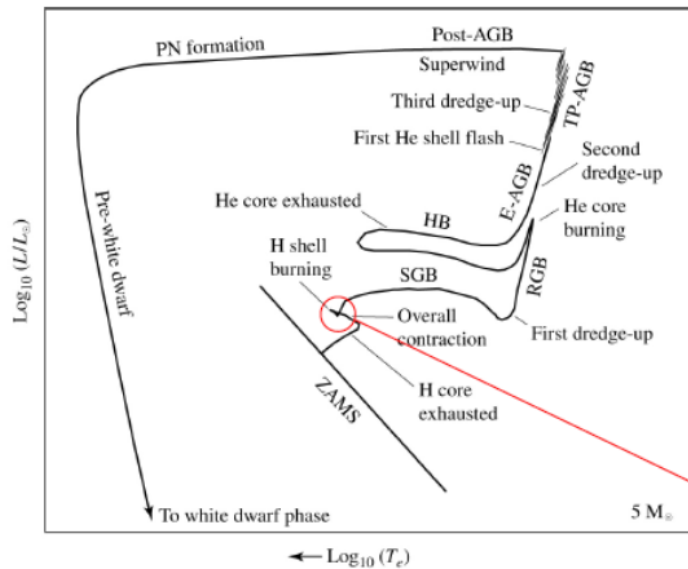 Post-AGB
PN formation
Superwind
TP-AGB
Third dredge-up
First He shell flash
Second
dredge-up
E-AGB
He core exhausted
HB
He core
burning
Pre-white dwarf
H shell
burning
SGB
RGB
Log₁₀ (L/L☉)
Overall
contraction
First dredge-up
H core
exhausted
ZAMS
To white dwarf phase
5 M☉
Log₁₀ (Tₑ)